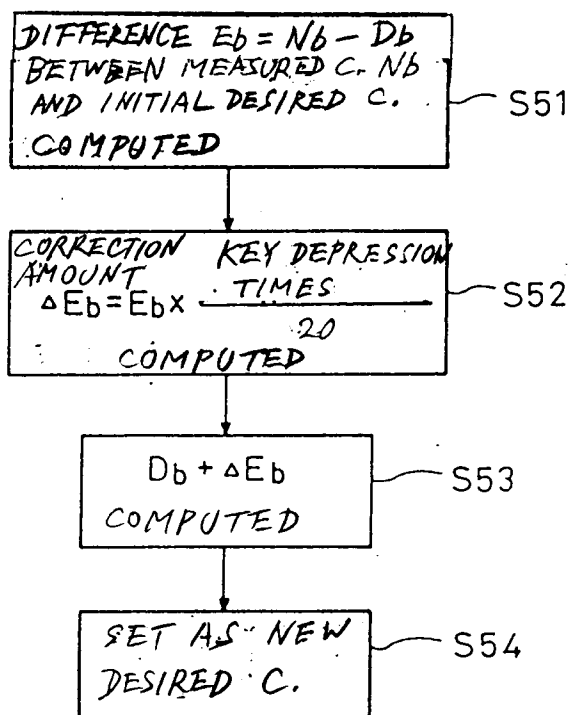 DIFFERENCE Eb = Nb - Db
BETWEEN MEASURED C. Nb
AND INITIAL DESIRED C.
COMPUTED
S51
CORRECTION
AMOUNT
KEY DEPRESSION
TIMES
ΔEb = Eb x
20
COMPUTED
S52
Db + ΔEb
COMPUTED
S53
SET AS NEW
DESIRED C.
S54